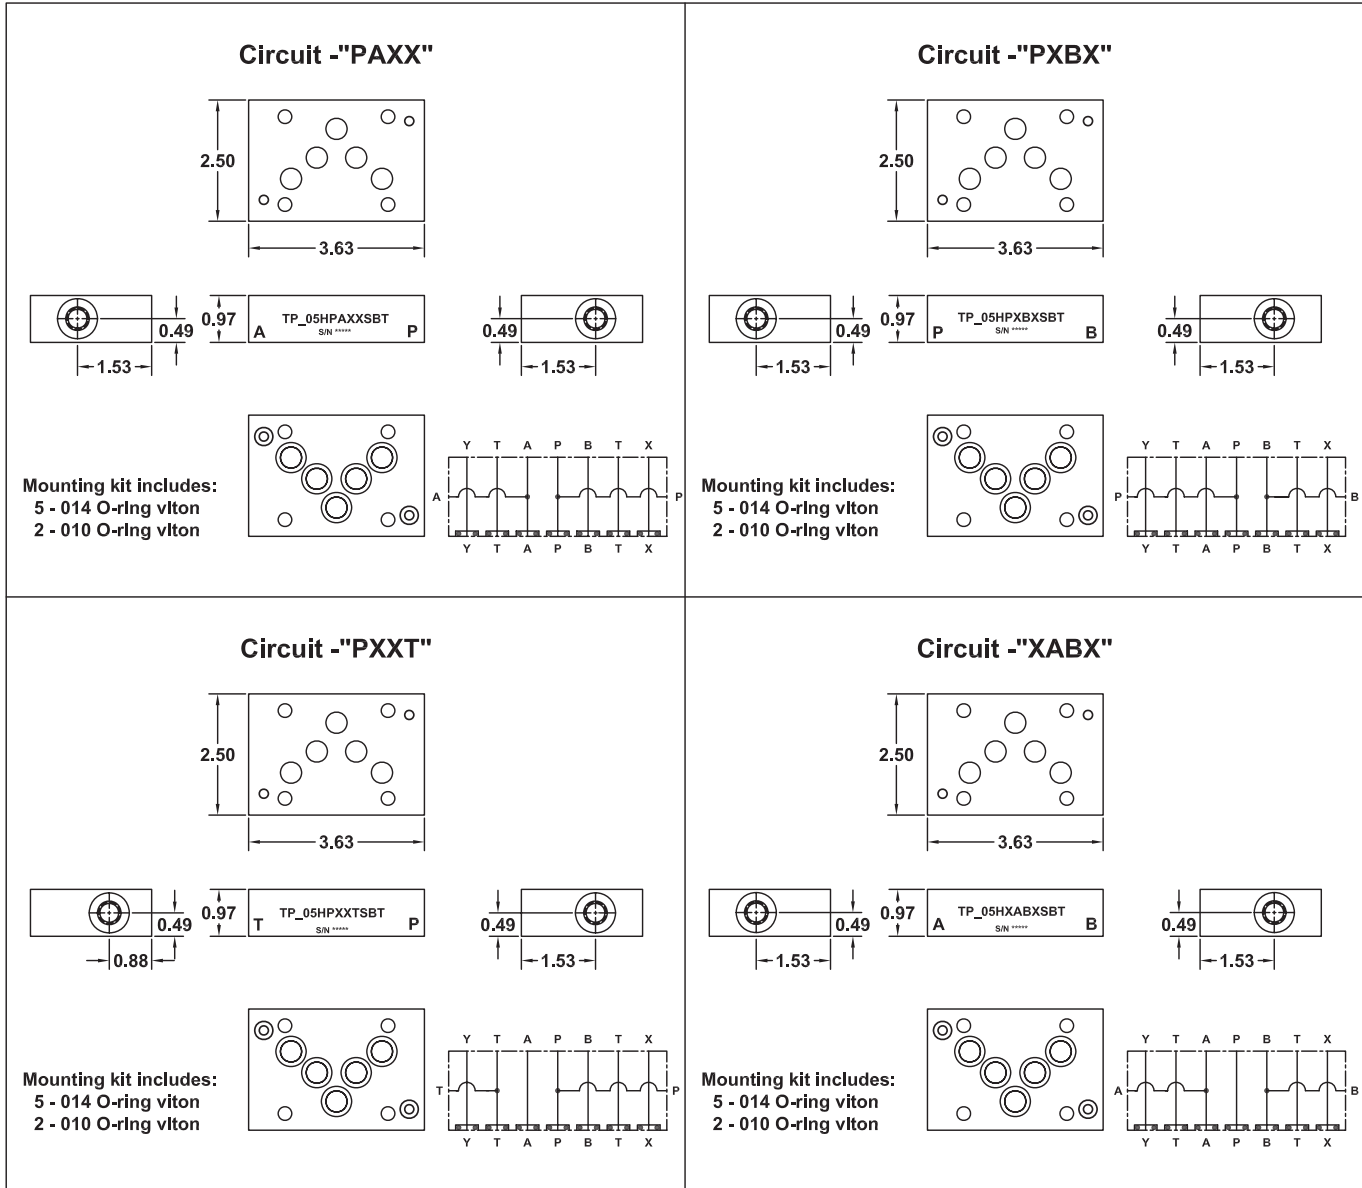 Circuit -"PAXX"
2.50
3.63
0.49
1.53
0.97
TP_05HPAXXSBT
S/N *****
A P
0.49
1.53
Mounting kit includes:
5 - 014 O-ring viton
2 - 010 O-ring viton
Y T A P B T X
A P
Y T A P B T X
Circuit -"PXBX"
2.50
3.63
0.49
1.53
0.97
TP_05HPXBXSBT
S/N *****
P B
0.49
1.53
Mounting kit includes:
5 - 014 O-ring viton
2 - 010 O-ring viton
Y T A P B T X
P B
Y T A P B T X
Circuit -"PXXT"
2.50
3.63
0.49
0.88
0.97
TP_05HPXXTSBT
S/N *****
T P
0.49
1.53
Mounting kit includes:
5 - 014 O-ring viton
2 - 010 O-ring viton
Y T A P B T X
T P
Y T A P B T X
Circuit -"XABX"
2.50
3.63
0.49
1.53
0.97
TP_05HXABXSBT
S/N *****
A B
0.49
1.53
Mounting kit includes:
5 - 014 O-ring viton
2 - 010 O-ring viton
Y T A P B T X
A B
Y T A P B T X